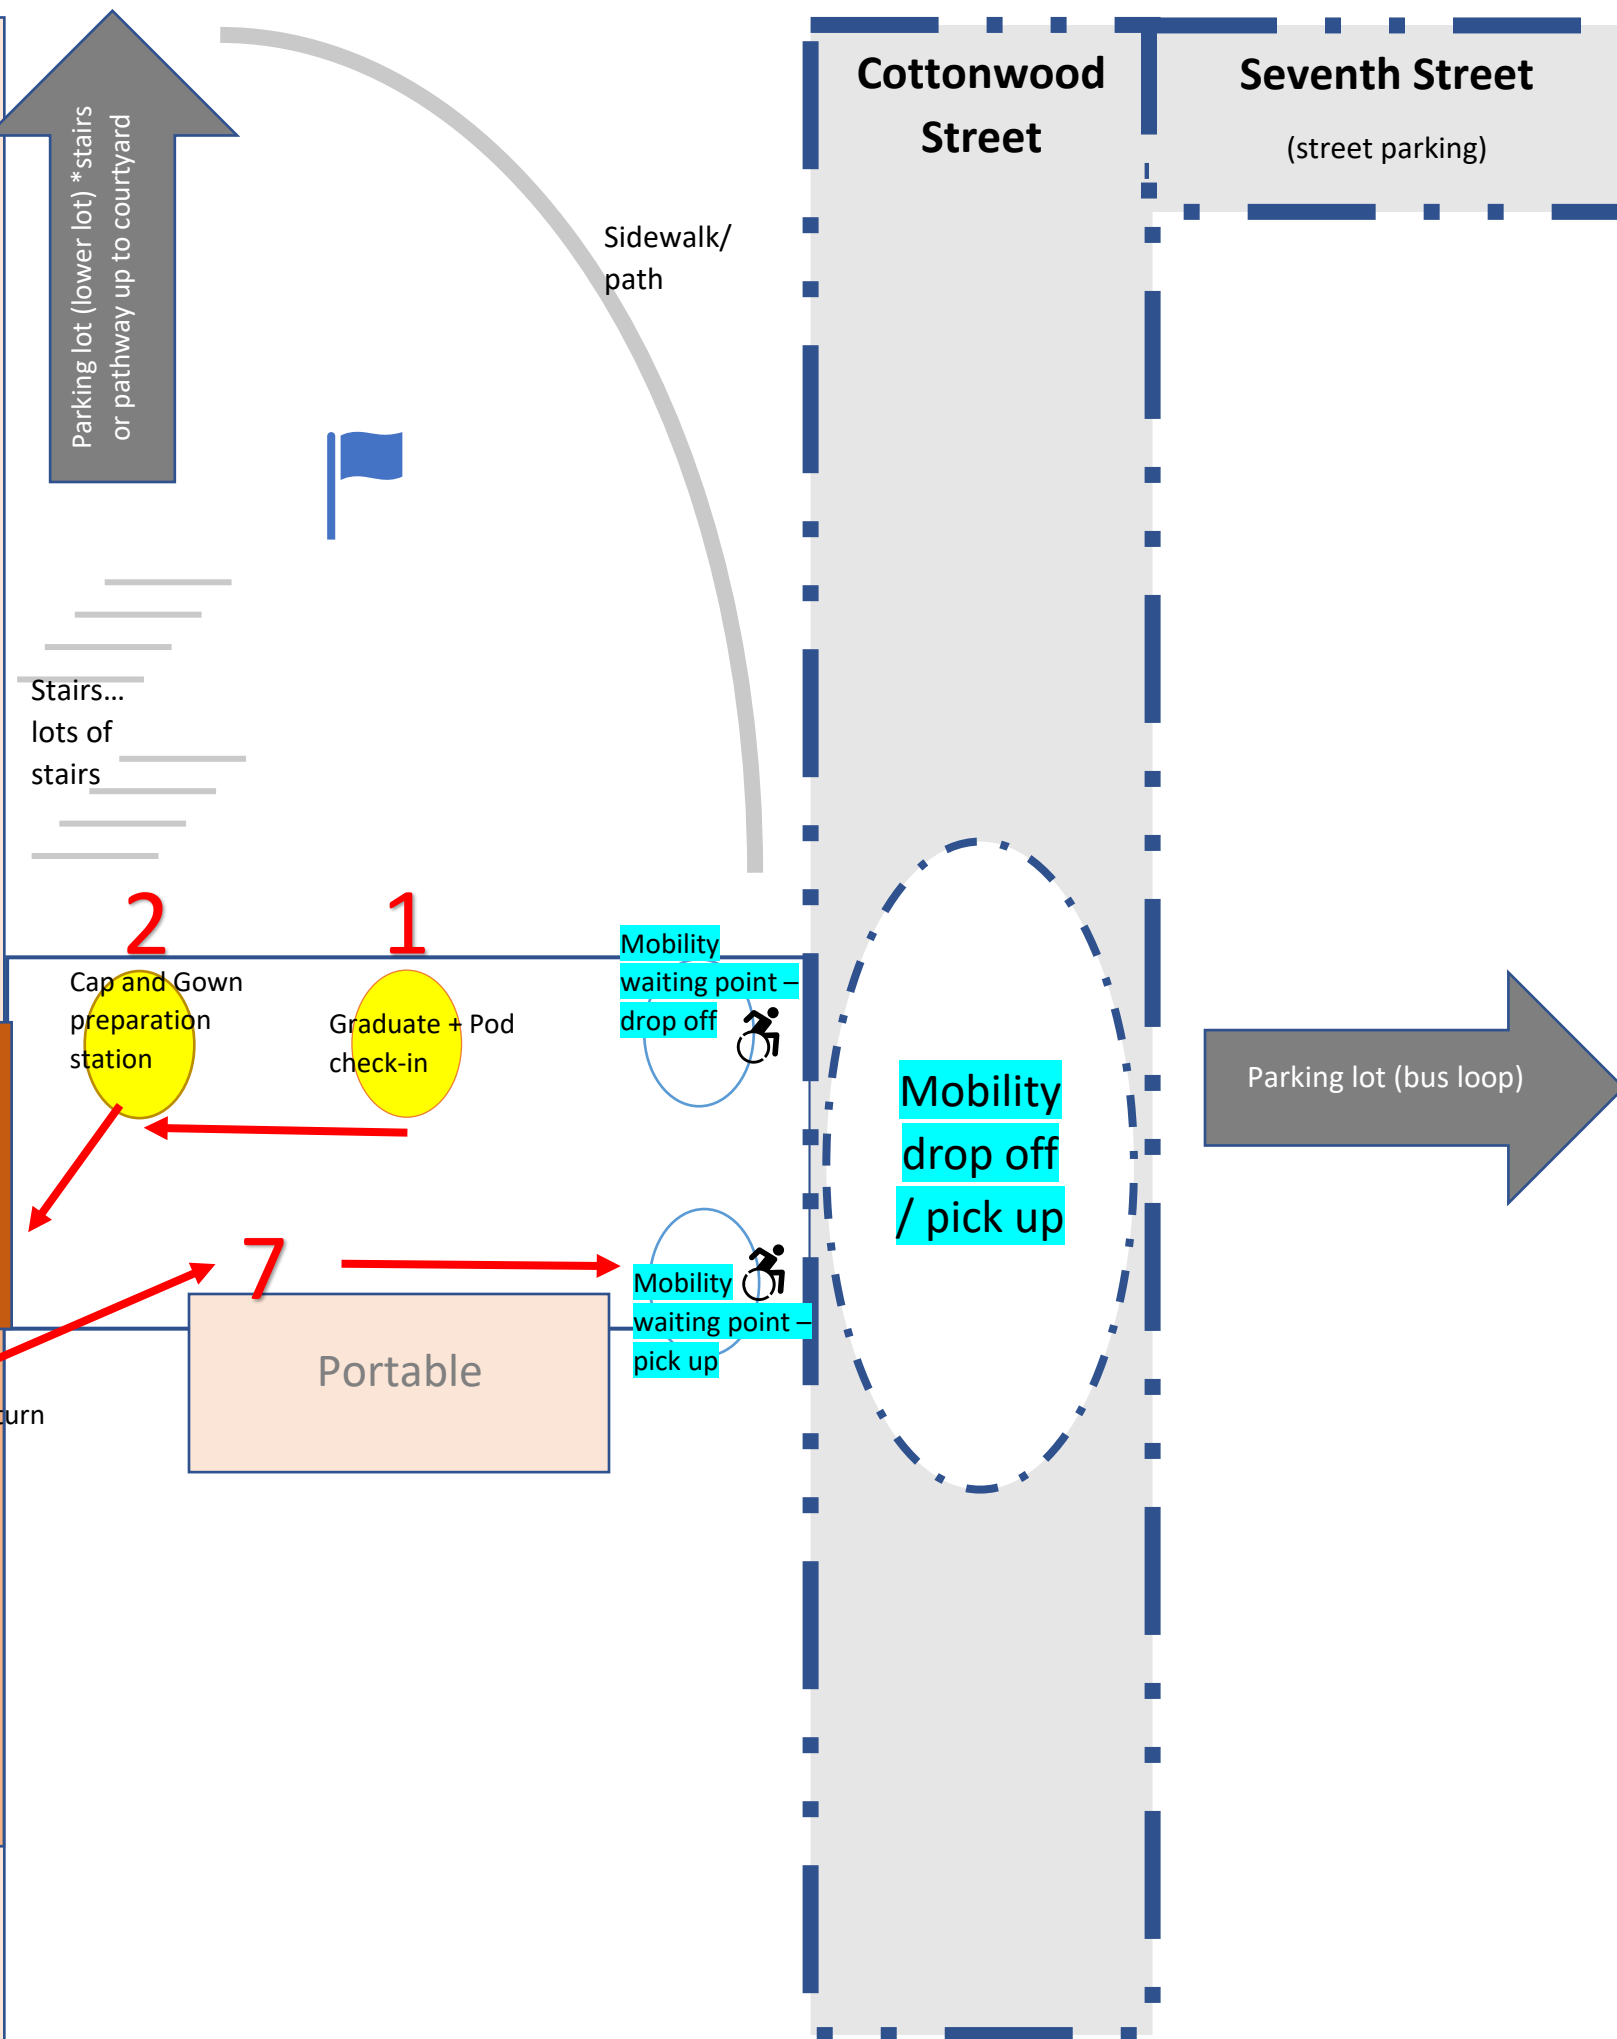 Cottonwood
Street
Seventh Street
(street parking)
Parking lot (lower lot) *stairs
or pathway up to courtyard
Sidewalk/
path
Stairs...
lots of
stairs
2
1
Cap and Gown
preparation
station
Graduate + Pod
check-in
Mobility
waiting point –
drop off
Mobility
drop off
/ pick up
Parking lot (bus loop)
7
Mobility
waiting point –
pick up
Portable
urn